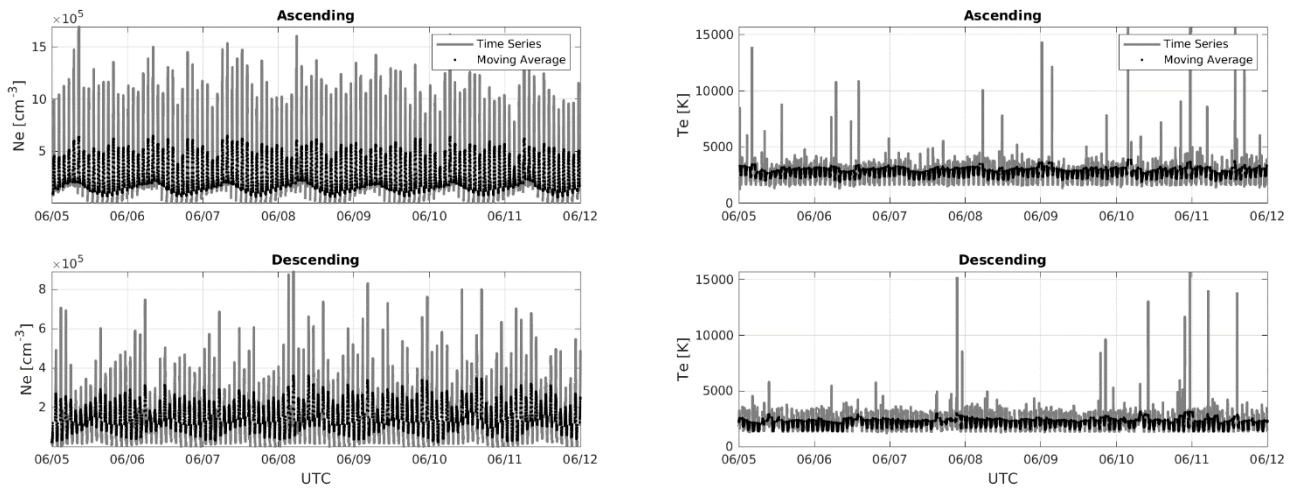 Ascending
×10⁵
15
10
5
Ne [cm⁻³]
Time Series
Moving Average
06/05 06/06 06/07 06/08 06/09 06/10 06/11 06/12
Descending
×10⁵
8
6
4
2
Ne [cm⁻³]
06/05 06/06 06/07 06/08 06/09 06/10 06/11 06/12
UTC
Ascending
15000
10000
5000
0
Te [K]
Time Series
Moving Average
06/05 06/06 06/07 06/08 06/09 06/10 06/11 06/12
Descending
15000
10000
5000
0
Te [K]
06/05 06/06 06/07 06/08 06/09 06/10 06/11 06/12
UTC